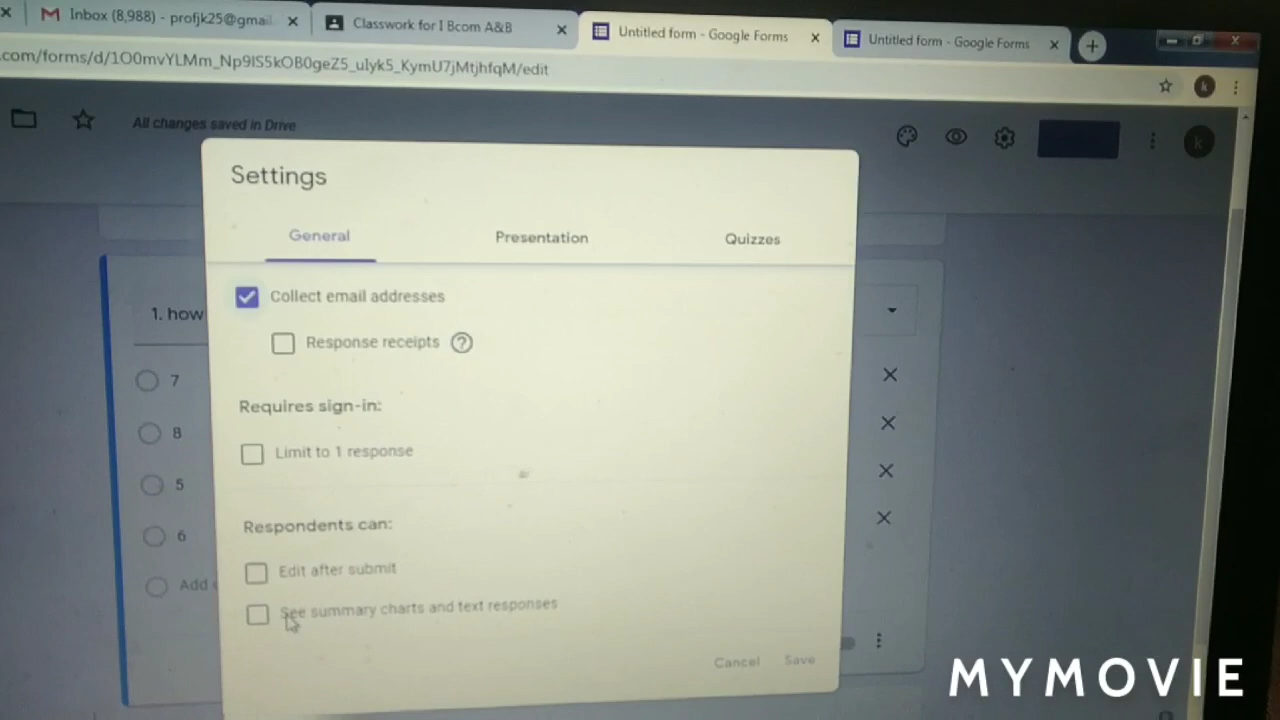 Inbox (8,988) - profjk25@gmail.
Classwork for I Bcom A&B
Untitled form - Google Forms
Untitled form - Google Forms
.com/forms/d/1O0mvYLMm_Np9IS5kOB0geZ5_uIyk5_KymU7jMtjhfqM/edit
k
All changes saved in Drive
k
Settings
General
Presentation
Quizzes
Collect email addresses
Response receipts ?
Requires sign-in:
Limit to 1 response
Respondents can:
Edit after submit
See summary charts and text responses
Cancel
Save
1. how
7
8
5
6
Add
MYMOVIE